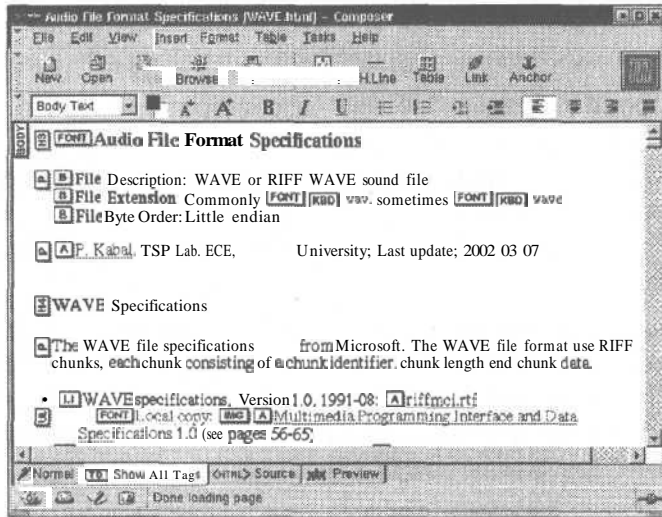 Audio File Format Specifications [WAVE.html] - Composer
File Edit View Insert Format Table Tasks Help
New Open Browse H.Line Table Link Anchor
Body Text A A B I U
BODY
H3 FONT Audio File Format Specifications
B File Description: WAVE or RIFF WAVE sound file
B File Extension Commonly FONT KBD wav. sometimes FONT KBD wave
B File Byte Order: Little endian
A P. Kabal, TSP Lab. ECE, University; Last update; 2002 03 07
WAVE Specifications
The WAVE file specifications from Microsoft. The WAVE file format use RIFF
chunks, each chunk consisting of a chunk identifier, chunk length end chunk data.
• LI WAVE specifications, Version 1.0, 1991-08: A riffmci.rtf
FONT Local copy: IMG A Multimedia Programming Interface and Data
Specifications 1.0 (see pages 56-65)
Normal TD Show All Tags <HTML> Source Preview
Done loading page